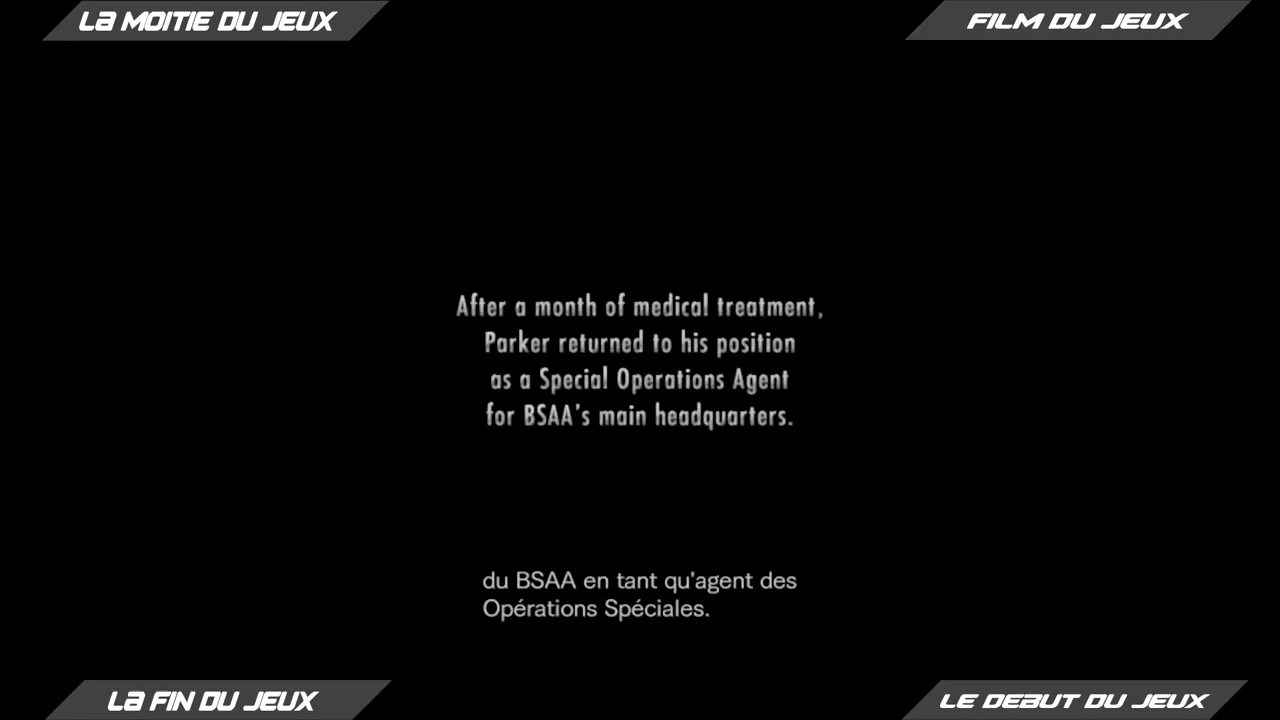 LA MOITIE DU JEUX
FILM DU JEUX
After a month of medical treatment,
Parker returned to his position
as a Special Operations Agent
for BSAA's main headquarters.
du BSAA en tant qu'agent des
Opérations Spéciales.
LA FIN DU JEUX
LE DEBUT DU JEUX